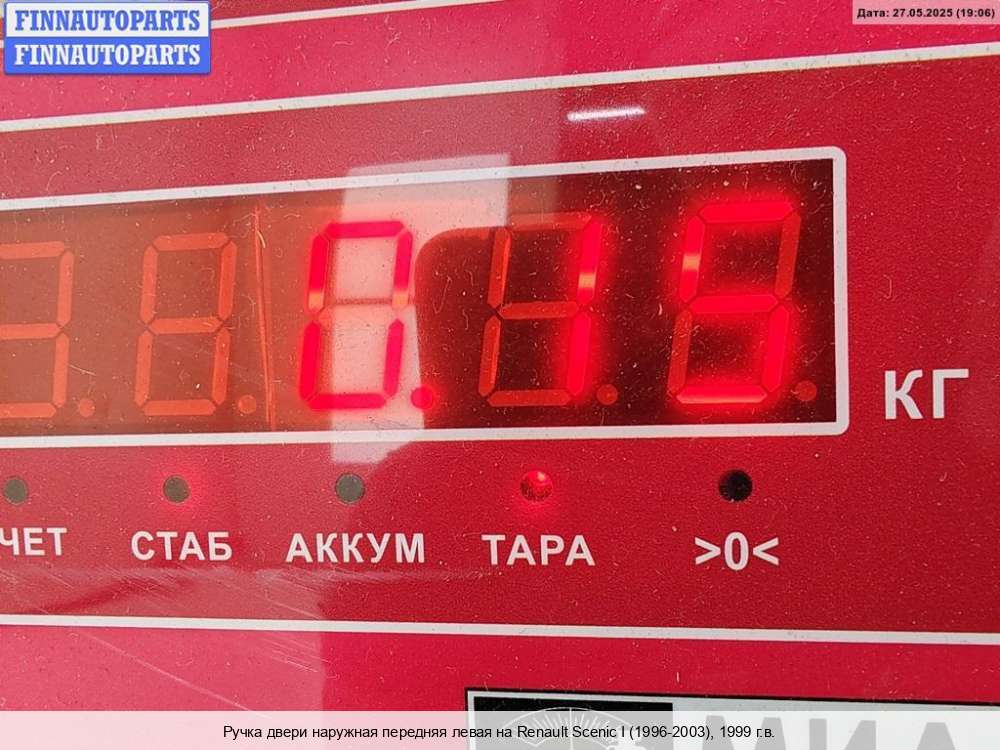 FINNAUTOPARTS
FINNAUTOPARTS
Дата: 27.05.2025 (19:06)
0.15
КГ
ЧЕТ СТАБ АККУМ ТАРА >0<
Ручка двери наружная передняя левая на Renault Scenic I (1996-2003), 1999 г.в.